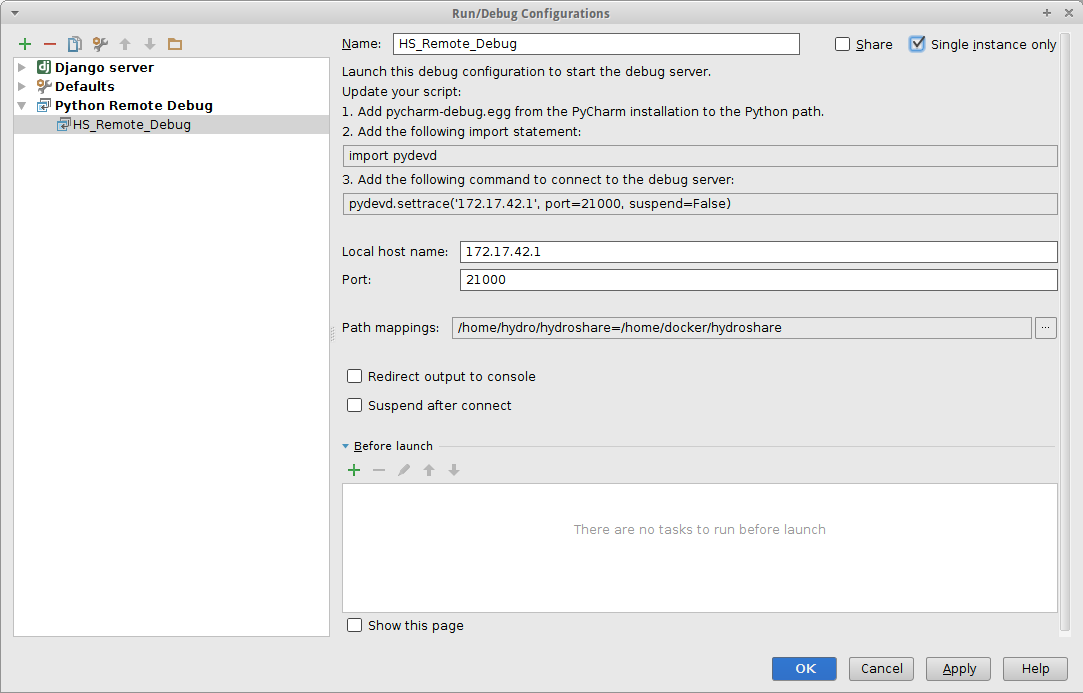 Run/Debug Configurations
Name: HS_Remote_Debug
Share
Single instance only
Django server
Defaults
Python Remote Debug
HS_Remote_Debug
Launch this debug configuration to start the debug server.
Update your script:
1. Add pycharm-debug.egg from the PyCharm installation to the Python path.
2. Add the following import statement:
import pydevd
3. Add the following command to connect to the debug server:
pydevd.settrace('172.17.42.1', port=21000, suspend=False)
Local host name: 172.17.42.1
Port: 21000
Path mappings: /home/hydro/hydroshare=/home/docker/hydroshare ...
Redirect output to console
Suspend after connect
Before launch
There are no tasks to run before launch
Show this page
OK Cancel Apply Help